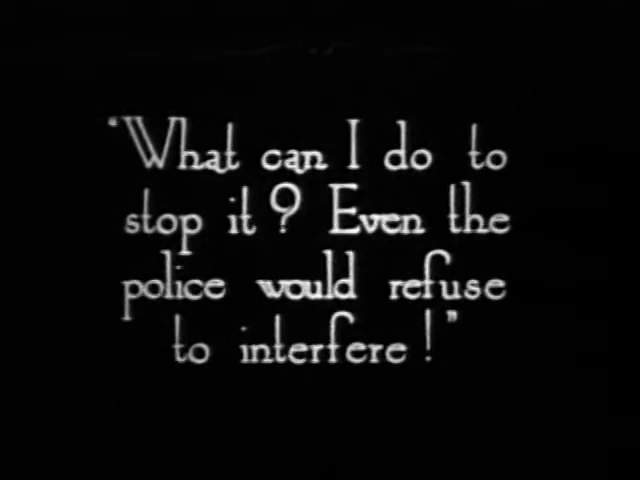 "What can I do to
stop it? Even the
police would refuse
to interfere!"